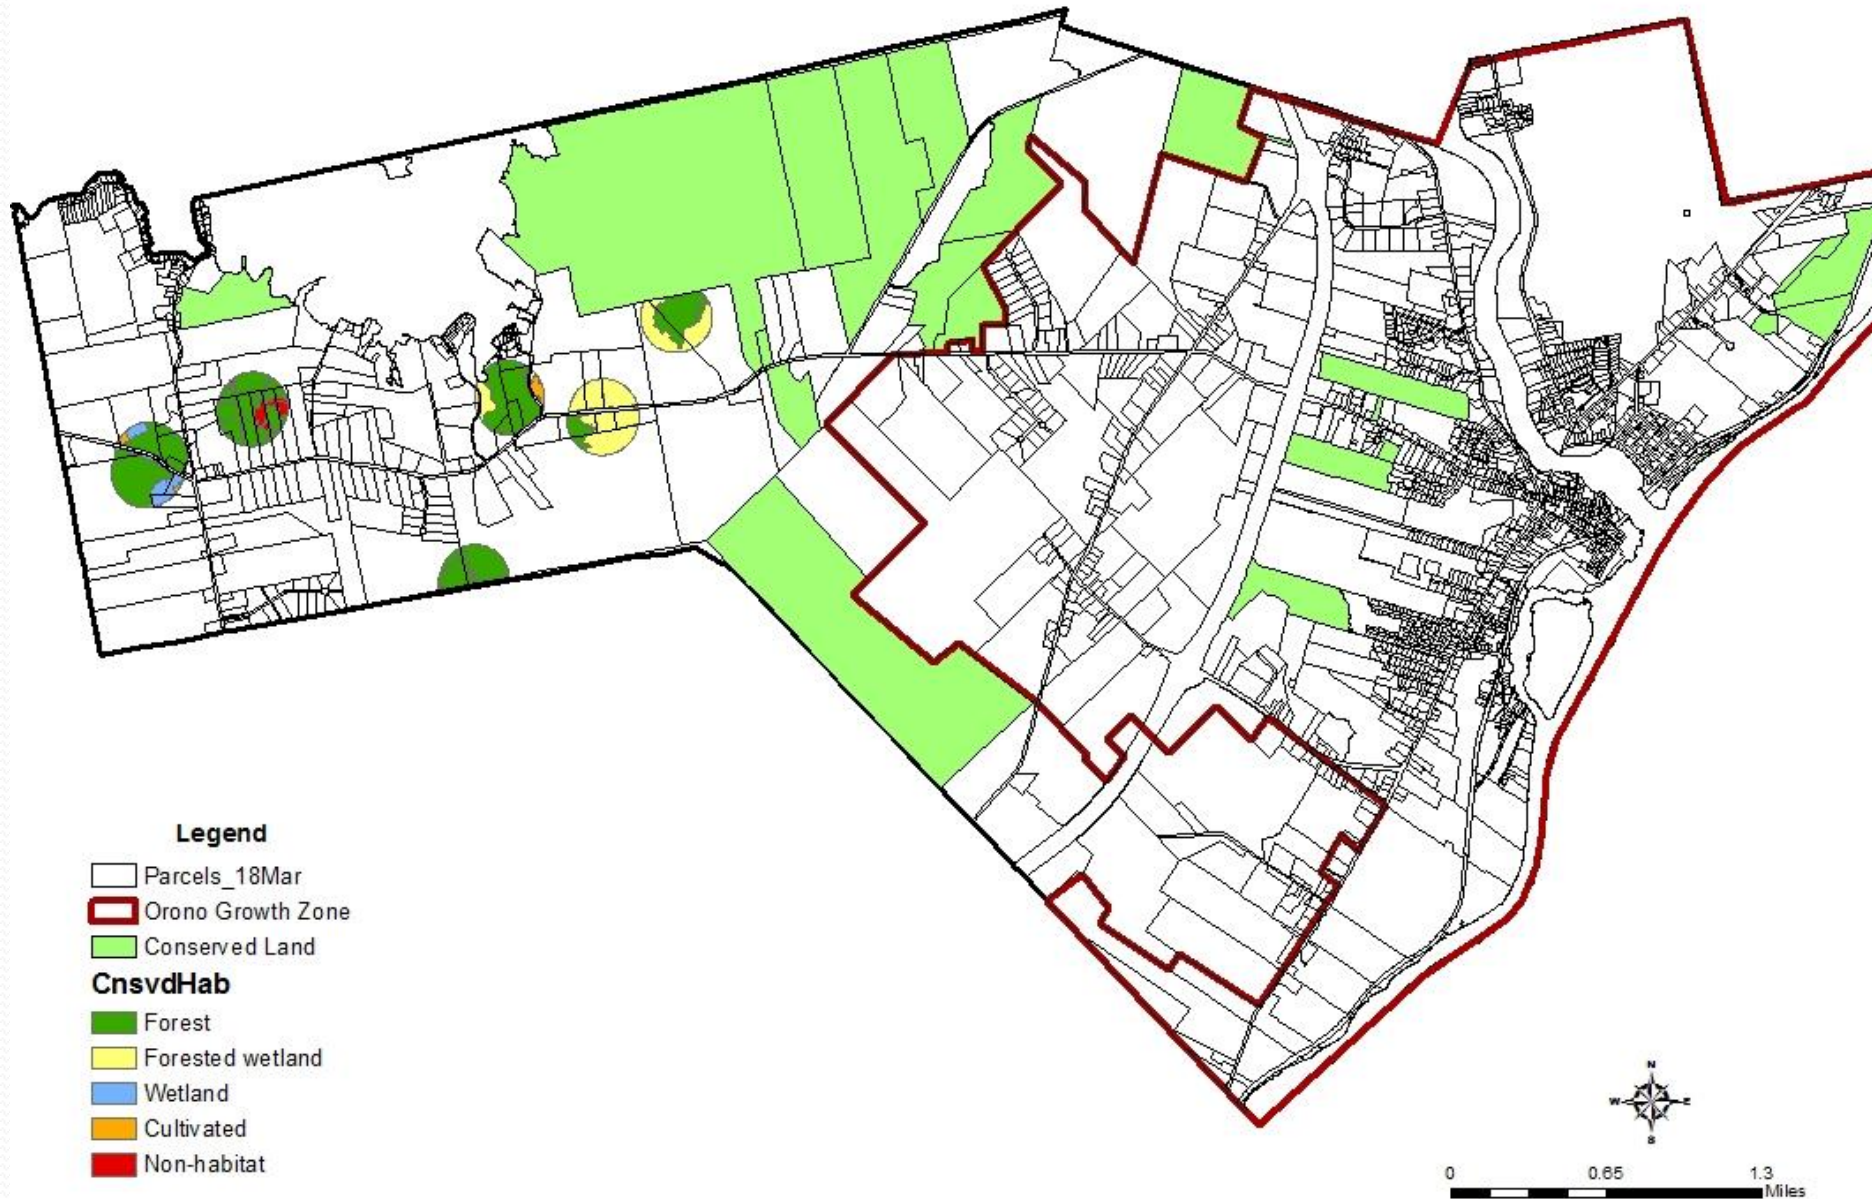 Legend
Parcels_18Mar
Orono Growth Zone
Conserved Land
CnsvdHab
Forest
Forested wetland
Wetland
Cultivated
Non-habitat
N
W E
S
0 0.65 1.3
Miles